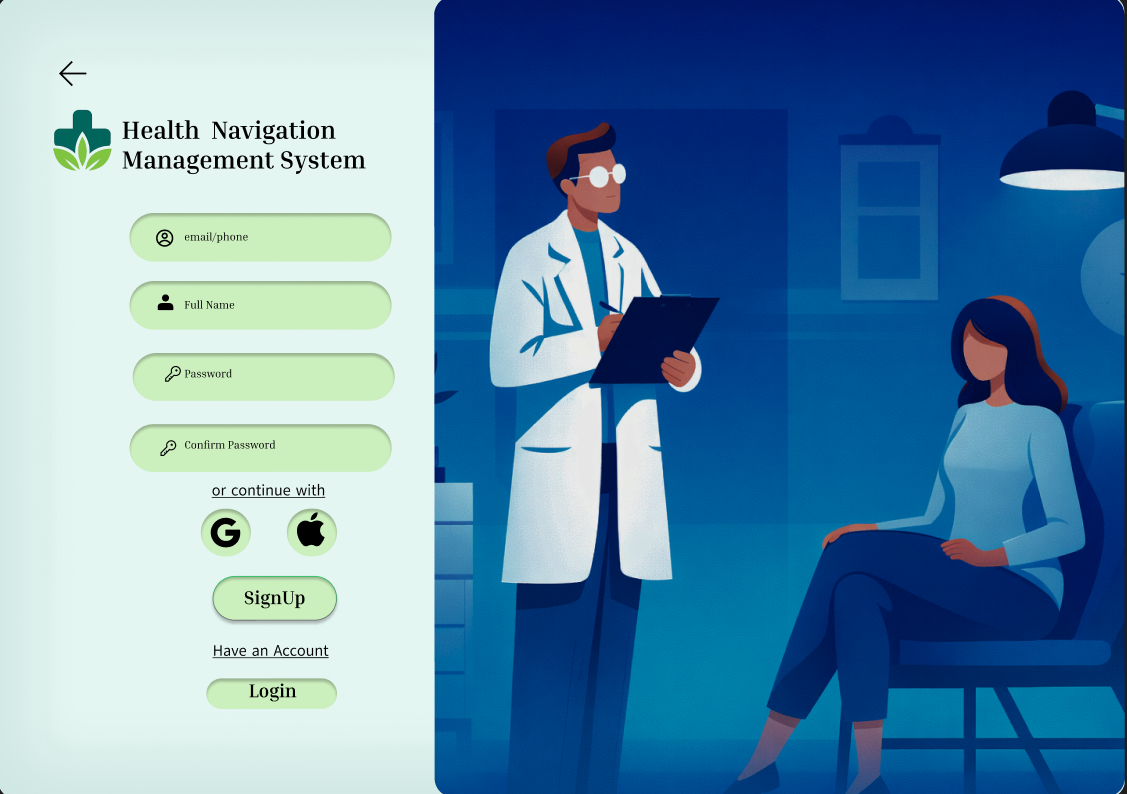 Health Navigation
Management System
email/phone
Full Name
Password
Confirm Password
or continue with
SignUp
Have an Account
Login